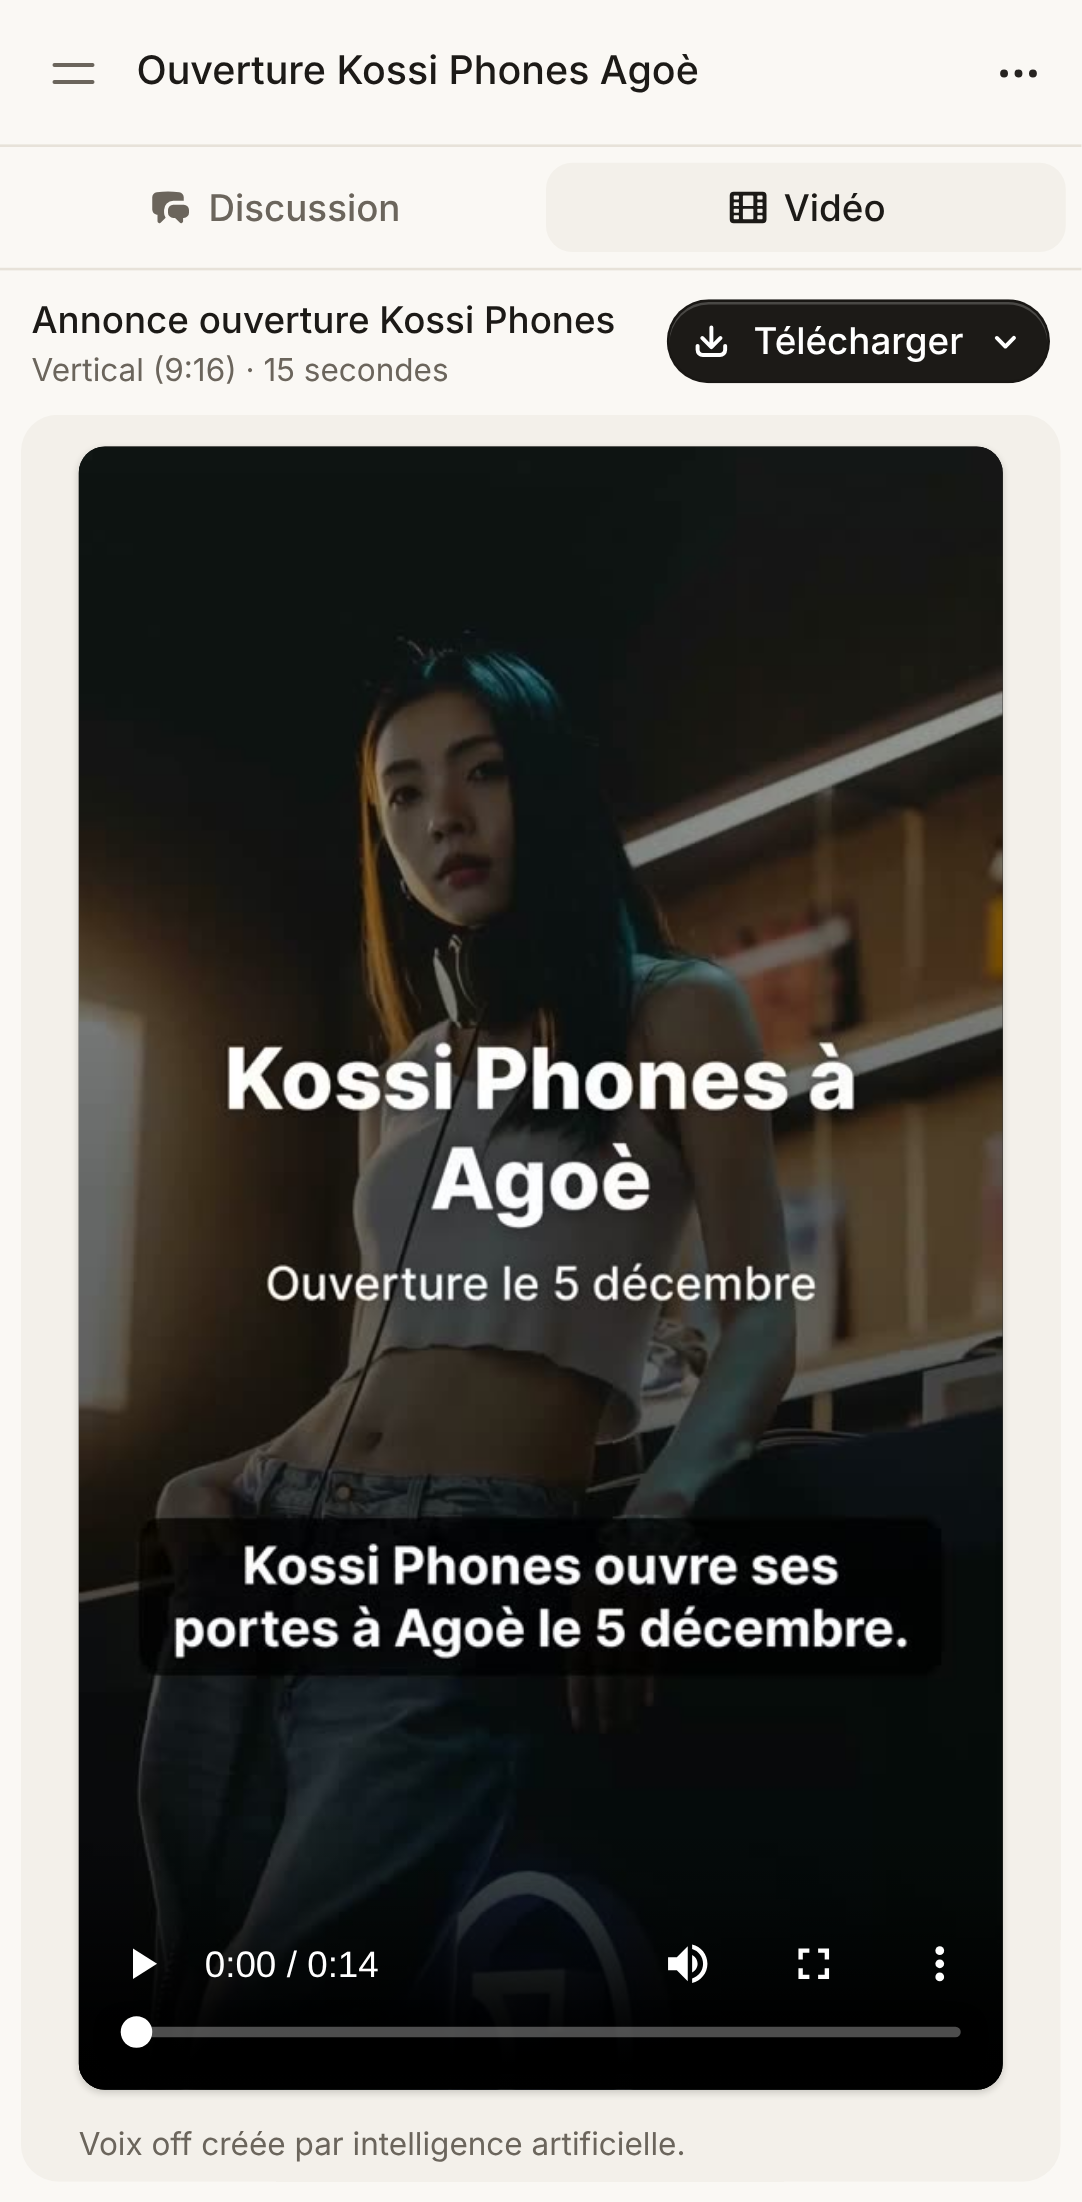 Ouverture Kossi Phones Agoè
Discussion
Vidéo
Annonce ouverture Kossi Phones
Vertical (9:16) · 15 secondes
Télécharger
Kossi Phones à
Agoè
Ouverture le 5 décembre
Kossi Phones ouvre ses
portes à Agoè le 5 décembre.
0:00 / 0:14
Voix off créée par intelligence artificielle.